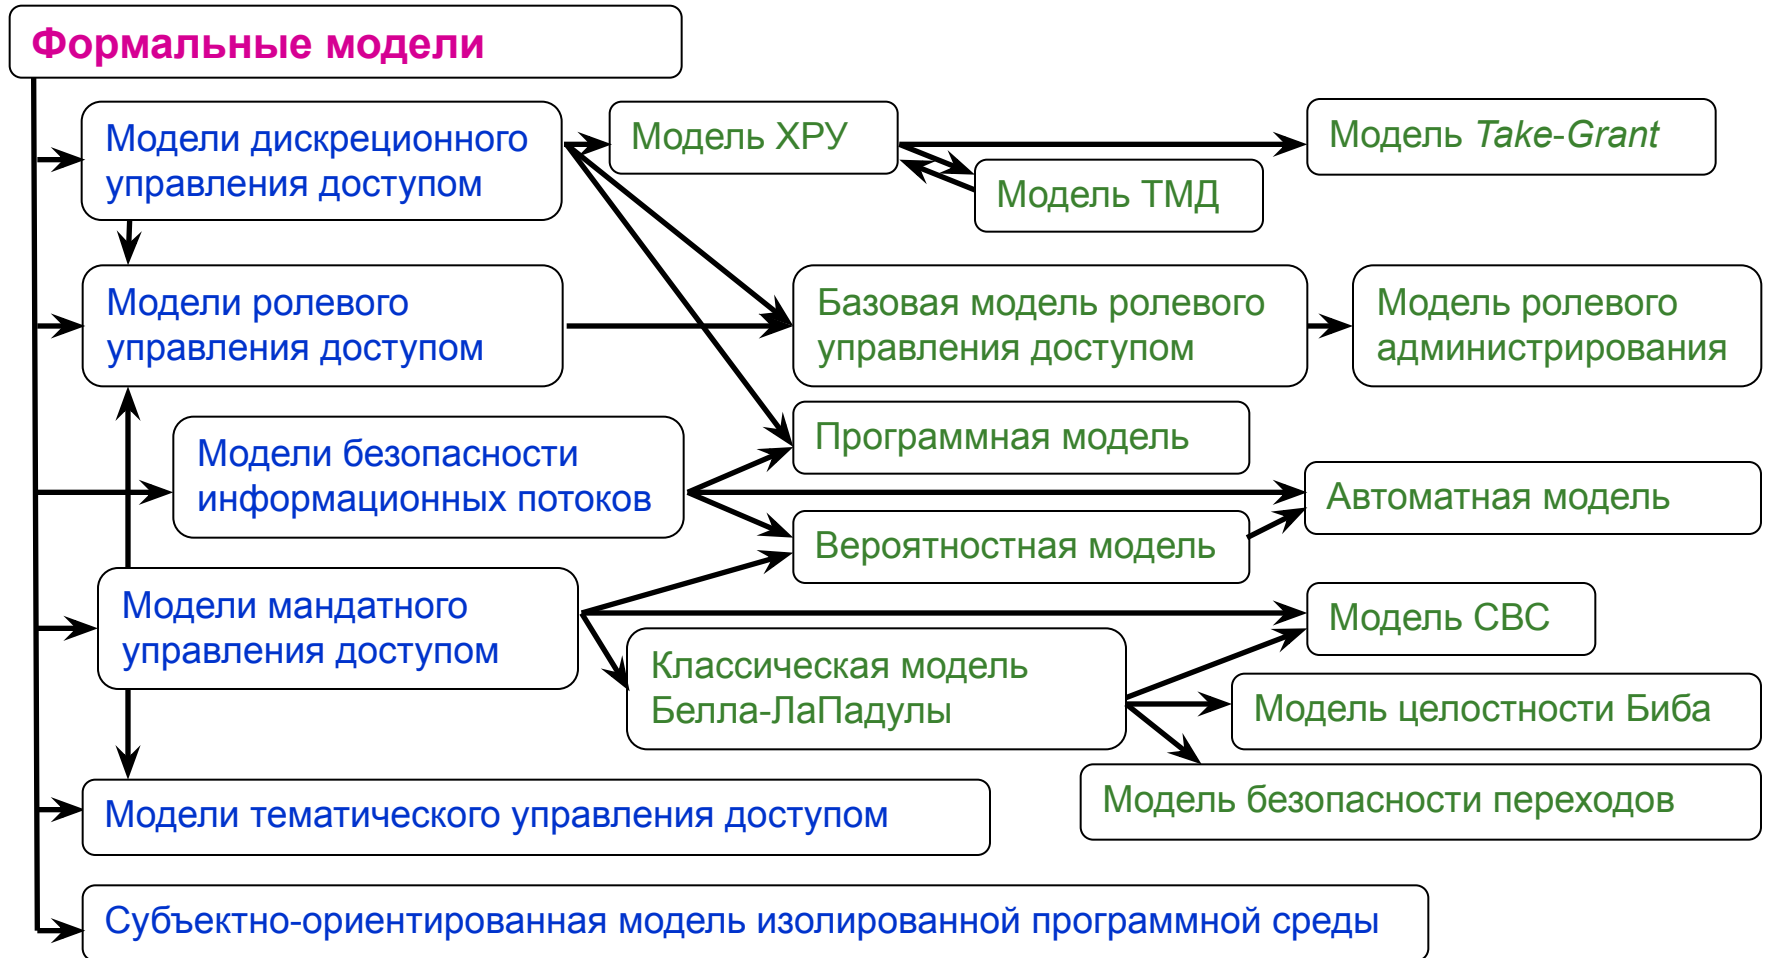 Формальные модели
Модели дискреционного
управления доступом
Модель ХРУ
Модель Take-Grant
Модель ТМД
Модели ролевого
управления доступом
Базовая модель ролевого
управления доступом
Модель ролевого
администрирования
Модели безопасности
информационных потоков
Программная модель
Автоматная модель
Вероятностная модель
Модели мандатного
управления доступом
Модель СВС
Классическая модель
Белла-ЛаПадулы
Модель целостности Биба
Модель безопасности переходов
Модели тематического управления доступом
Субъектно-ориентированная модель изолированной программной среды